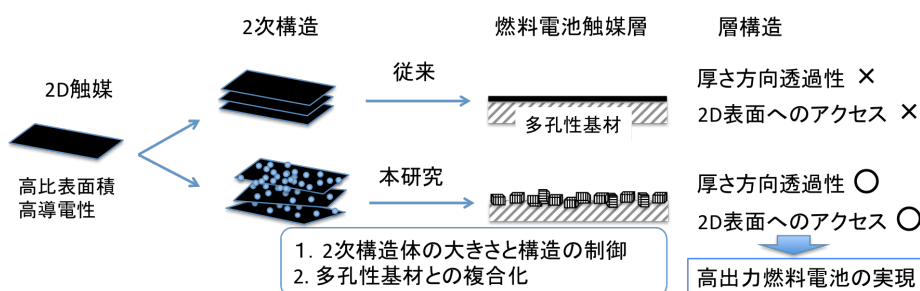 2次構造
燃料電池触媒層
層構造
2D触媒
従来
厚さ方向透過性 ×
2D表面へのアクセス ×
多孔性基材
高比表面積
高導電性
本研究
厚さ方向透過性 ○
2D表面へのアクセス ○
1. 2次構造体の大きさと構造の制御
2. 多孔性基材との複合化
高出力燃料電池の実現